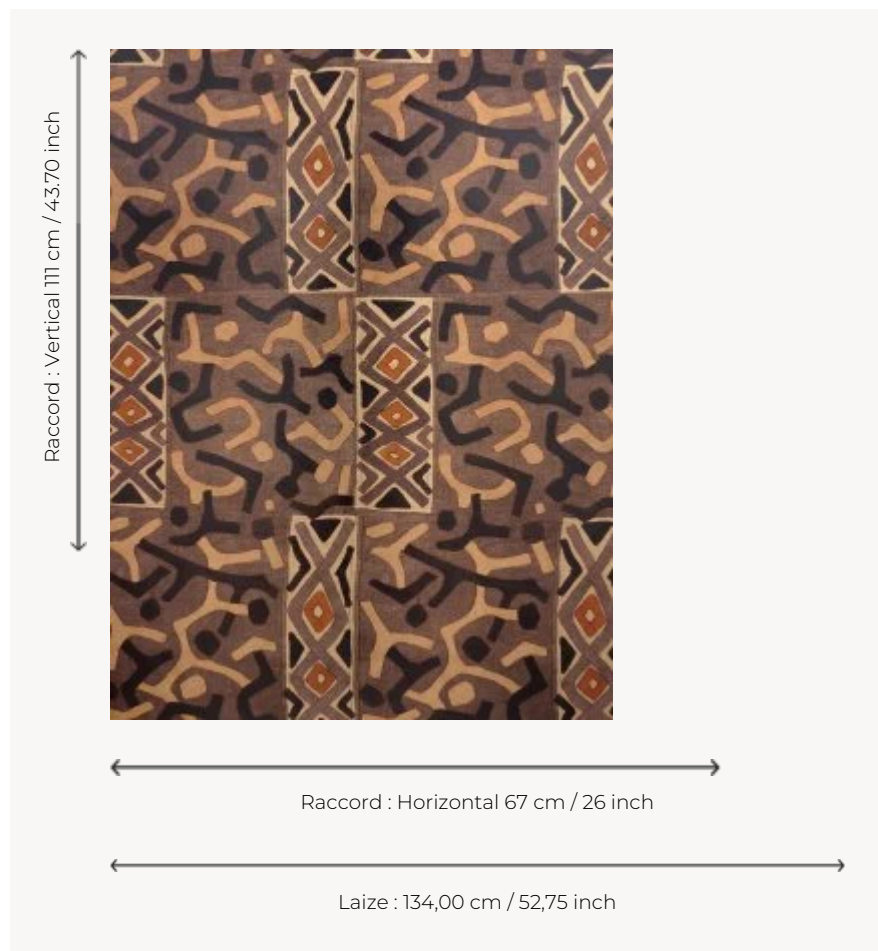 Raccord : Vertical 111 cm / 43.70 inch
Raccord : Horizontal 67 cm / 26 inch
Laize : 134,00 cm / 52,75 inch